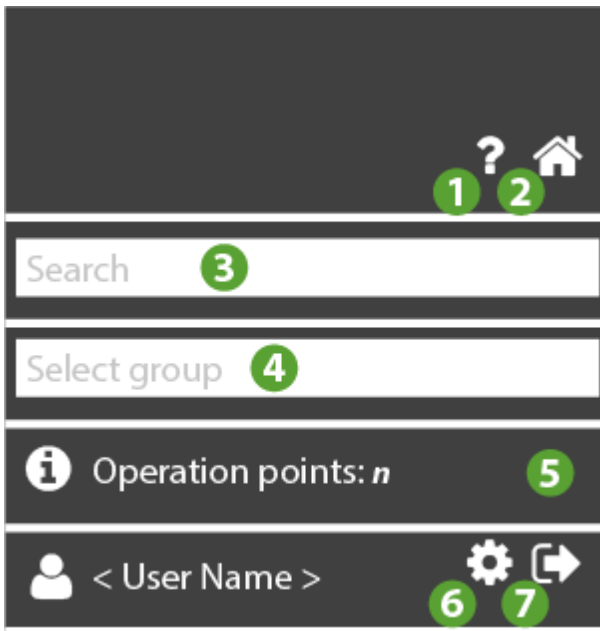 ?
1 2
Search 3
Select group 4
Operation points: n 5
< User Name >
6 7